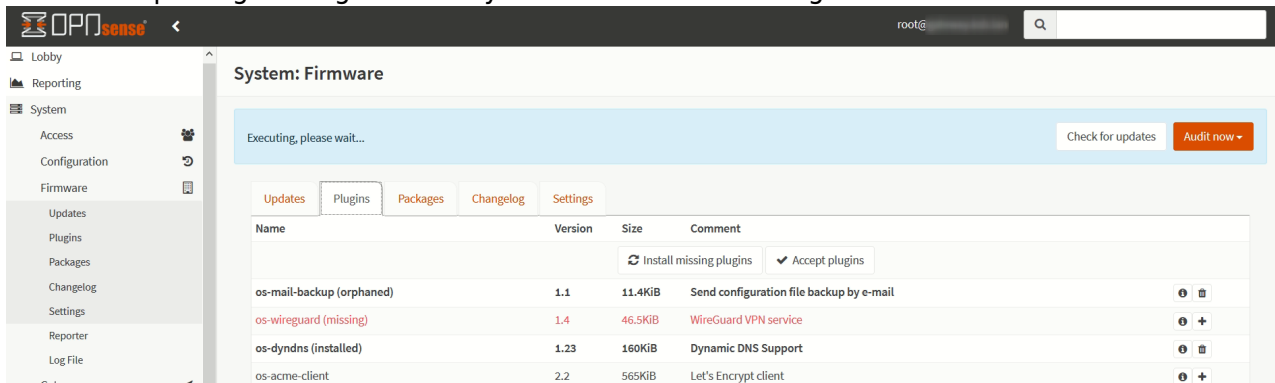 OPNsense
root@
Lobby
Reporting
System
Access
Configuration
Firmware
Updates
Plugins
Packages
Changelog
Settings
Reporter
Log File
System: Firmware
Executing, please wait...
Check for updates
Audit now
Updates Plugins Packages Changelog Settings
Name Version Size Comment
Install missing plugins Accept plugins
os-mail-backup (orphaned) 1.1 11.4KiB Send configuration file backup by e-mail
os-wireguard (missing) 1.4 46.5KiB WireGuard VPN service
os-dyndns (installed) 1.23 160KiB Dynamic DNS Support
os-acme-client 2.2 565KiB Let's Encrypt client